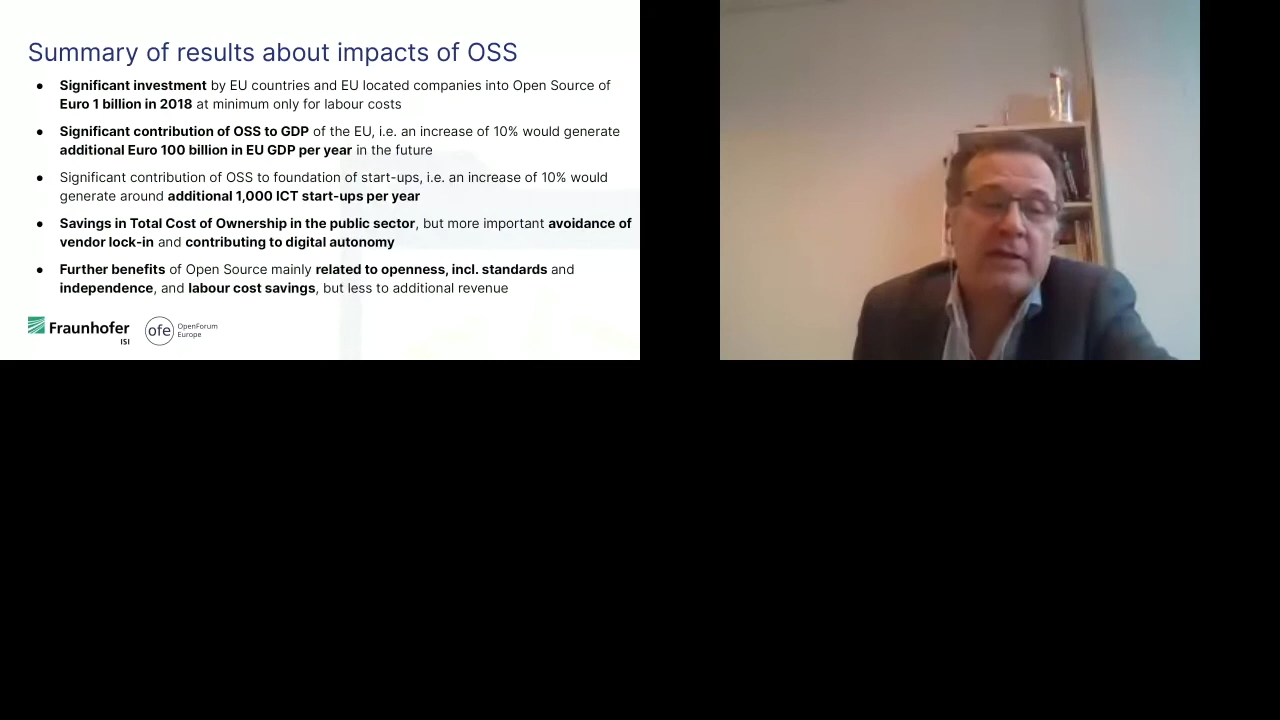 Summary of results about impacts of OSS
● Significant investment by EU countries and EU located companies into Open Source of
Euro 1 billion in 2018 at minimum only for labour costs
● Significant contribution of OSS to GDP of the EU, i.e. an increase of 10% would generate
additional Euro 100 billion in EU GDP per year in the future
● Significant contribution of OSS to foundation of start-ups, i.e. an increase of 10% would
generate around additional 1,000 ICT start-ups per year
● Savings in Total Cost of Ownership in the public sector, but more important avoidance of
vendor lock-in and contributing to digital autonomy
● Further benefits of Open Source mainly related to openness, incl. standards and
independence, and labour cost savings, but less to additional revenue
Fraunhofer
ISI
ofe
OpenForum
Europe